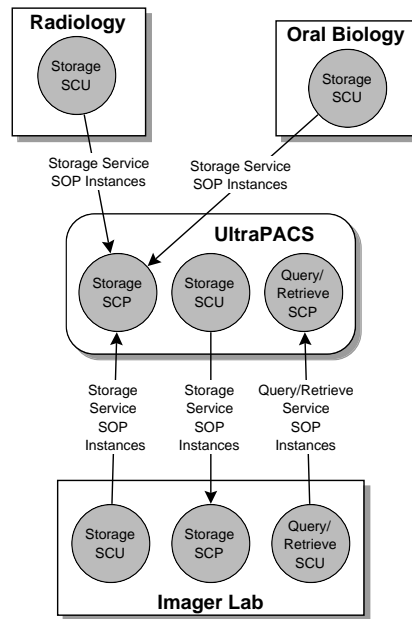 Radiology
Storage
SCU
Oral Biology
Storage
SCU
Storage Service
SOP Instances
Storage Service
SOP Instances
UltraPACS
Storage
SCP
Storage
SCU
Query/
Retrieve
SCP
Storage
Service
SOP
Instances
Storage
Service
SOP
Instances
Query/Retrieve
Service
SOP
Instances
Storage
SCU
Storage
SCP
Query/
Retrieve
SCU
Imager Lab